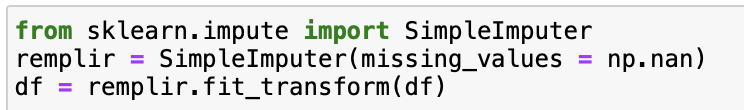 from sklearn.impute import SimpleImputer
remplir = SimpleImputer(missing_values = np.nan)
df = remplir.fit_transform(df)